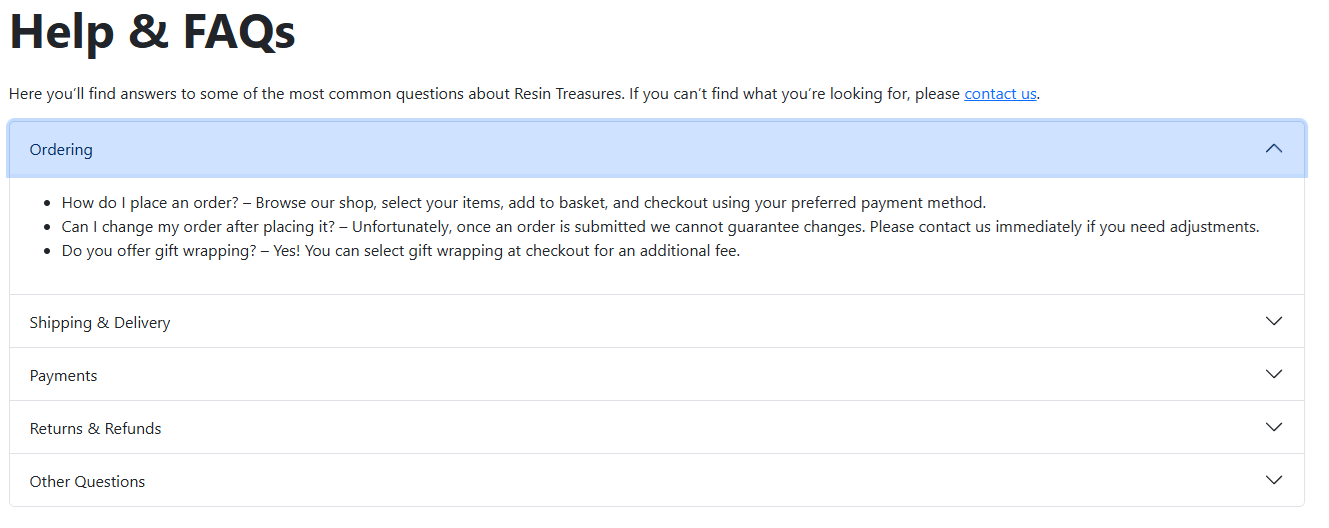 Help & FAQs
Here you’ll find answers to some of the most common questions about Resin Treasures. If you can’t find what you’re looking for, please contact us.
Ordering
• How do I place an order? – Browse our shop, select your items, add to basket, and checkout using your preferred payment method.
• Can I change my order after placing it? – Unfortunately, once an order is submitted we cannot guarantee changes. Please contact us immediately if you need adjustments.
• Do you offer gift wrapping? – Yes! You can select gift wrapping at checkout for an additional fee.
Shipping & Delivery
Payments
Returns & Refunds
Other Questions